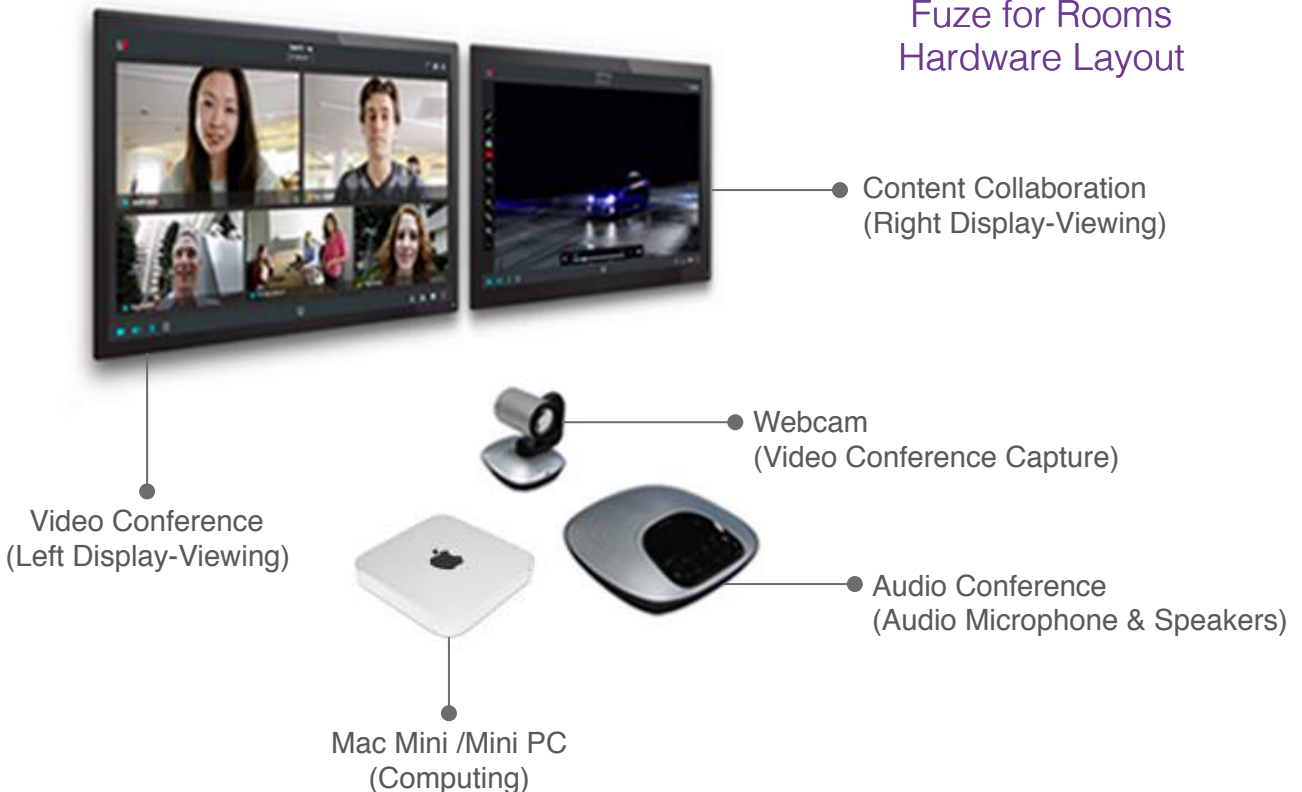 Fuze for Rooms
Hardware Layout
Content Collaboration
(Right Display-Viewing)
Webcam
(Video Conference Capture)
Video Conference
(Left Display-Viewing)
Audio Conference
(Audio Microphone & Speakers)
Mac Mini /Mini PC
(Computing)